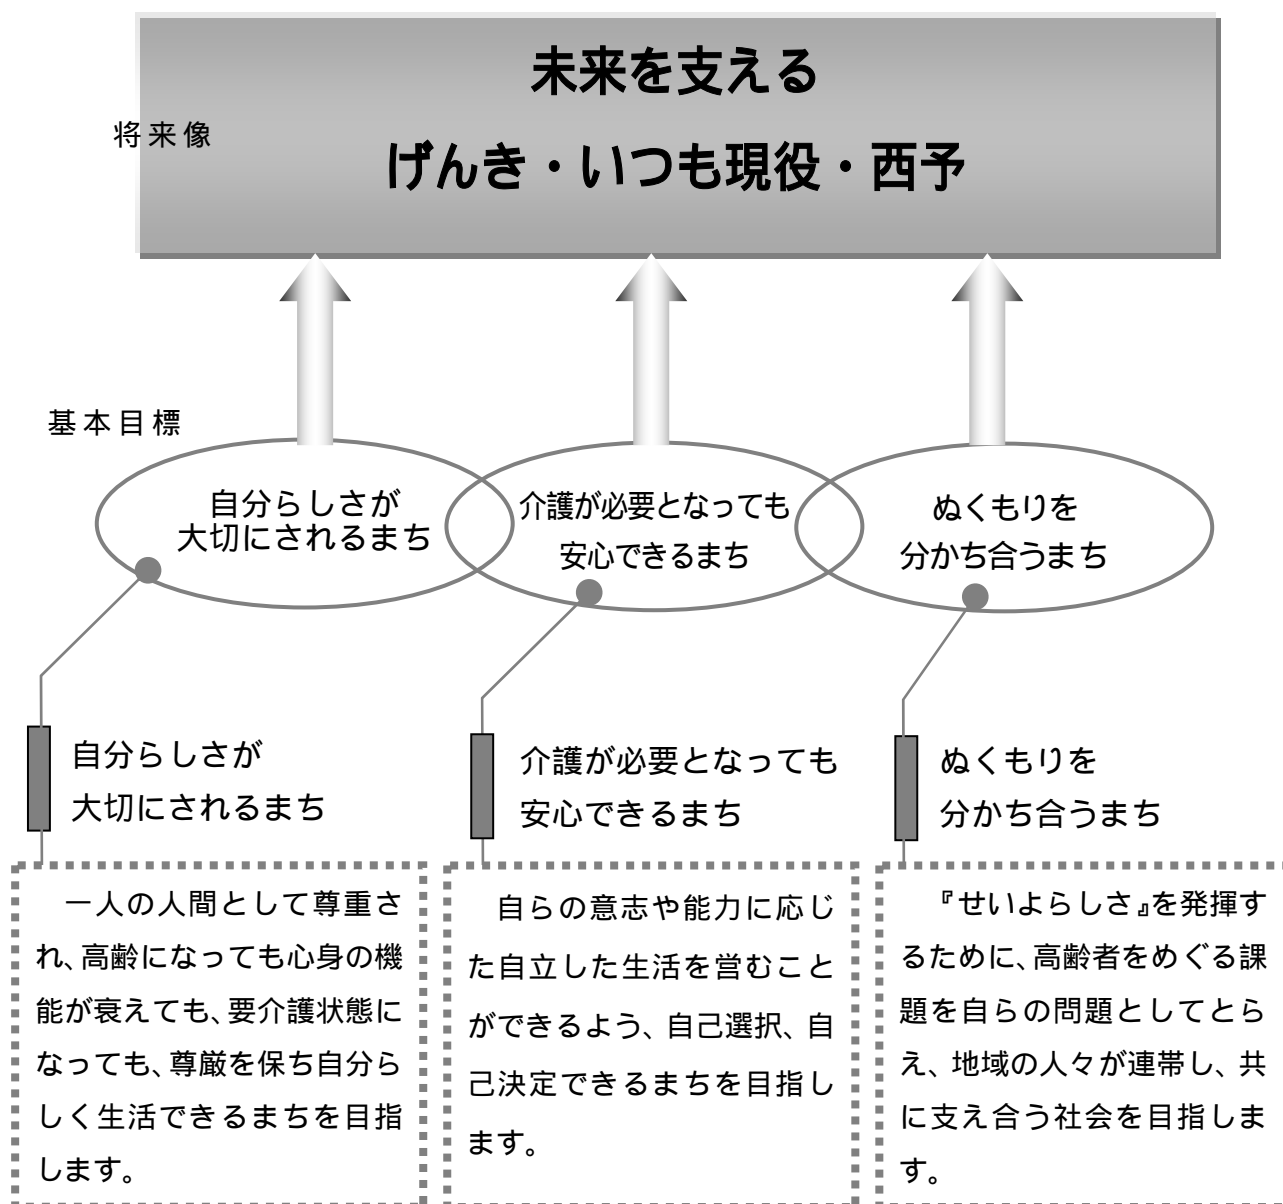 未来を支える
将来像
げんき・いつも現役・西予
基本目標
自分らしさが
大切にされるまち
介護が必要となっても
安心できるまち
ぬくもりを
分かち合うまち
自分らしさが
大切にされるまち
介護が必要となっても
安心できるまち
ぬくもりを
分かち合うまち
一人の人間として尊重さ
れ、高齢になっても心身の機
能が衰えても、要介護状態に
なっても、尊厳を保ち自分ら
しく生活できるまちを目指
します。
自らの意志や能力に応じ
た自立した生活を営むこと
ができるよう、自己選択、自
己決定できるまちを目指し
ます。
『せいよらしさ』を発揮す
るために、高齢者をめぐる課
題を自らの問題としてとら
え、地域の人々が連帯し、共
に支え合う社会を目指しま
す。